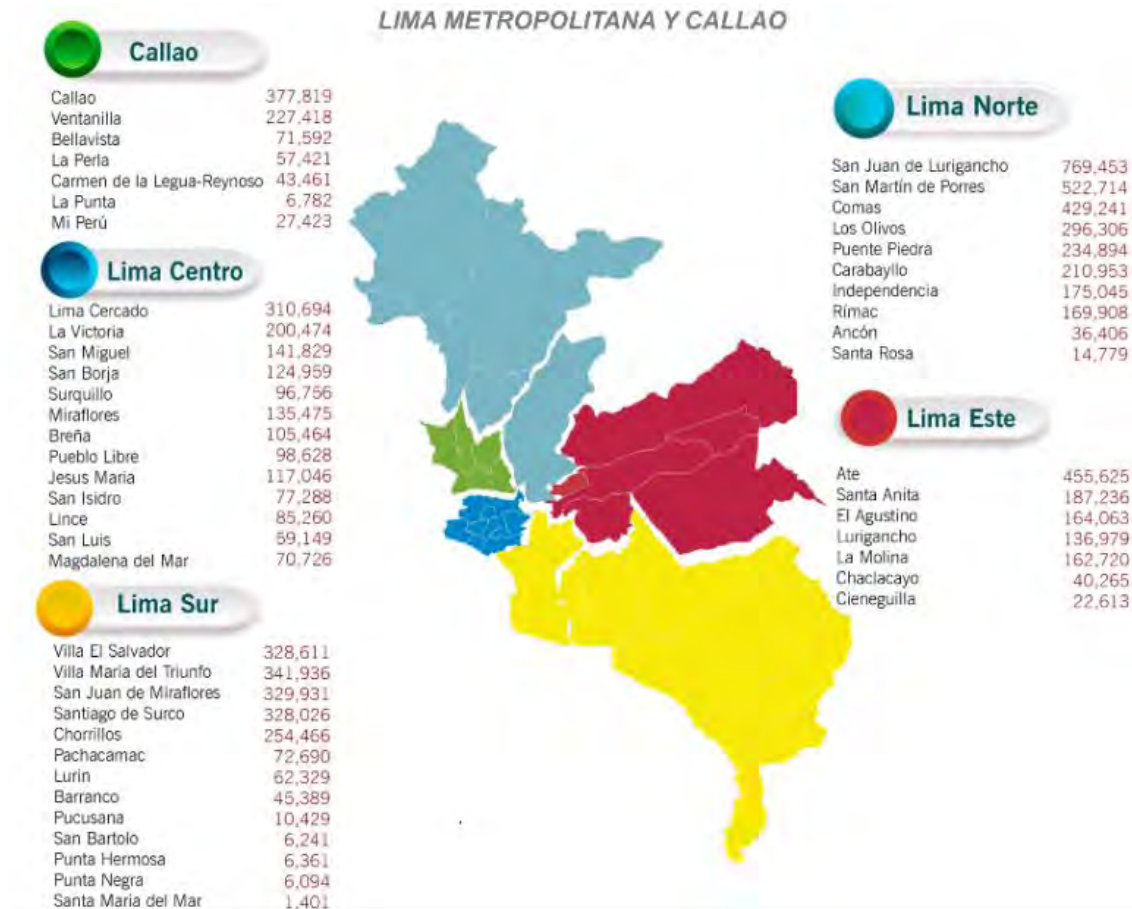 LIMA METROPOLITANA Y CALLAO
Callao
Callao 377,819
Ventanilla 227,418
Bellavista 71,592
La Perla 57,421
Carmen de la Legua-Reynoso 43,461
La Punta 6,782
Mi Perú 27,423
Lima Centro
Lima Cercado 310,694
La Victoria 200,474
San Miguel 141,829
San Borja 124,959
Surquillo 96,756
Miraflores 135,475
Breña 105,464
Pueblo Libre 98,628
Jesus Maria 117,046
San Isidro 77,288
Lince 85,260
San Luis 59,149
Magdalena del Mar 70,726
Lima Sur
Villa El Salvador 328,611
Villa Maria del Triunfo 341,936
San Juan de Miraflores 329,931
Santiago de Surco 328,026
Chorrillos 254,466
Pachacamac 72,690
Lurin 62,329
Barranco 45,389
Pucusana 10,429
San Bartolo 6,241
Punta Hermosa 6,361
Punta Negra 6,094
Santa Maria del Mar 1,401
Lima Norte
San Juan de Lurigancho 769,453
San Martín de Porres 522,714
Comas 429,241
Los Olivos 296,306
Puente Piedra 234,894
Carabayllo 210,953
Independencia 175,045
Rímac 169,908
Ancón 36,406
Santa Rosa 14,779
Lima Este
Ate 455,625
Santa Anita 187,236
El Agustino 164,063
Lurigancho 136,979
La Molina 162,720
Chaclacayo 40,265
Cieneguilla 22,613